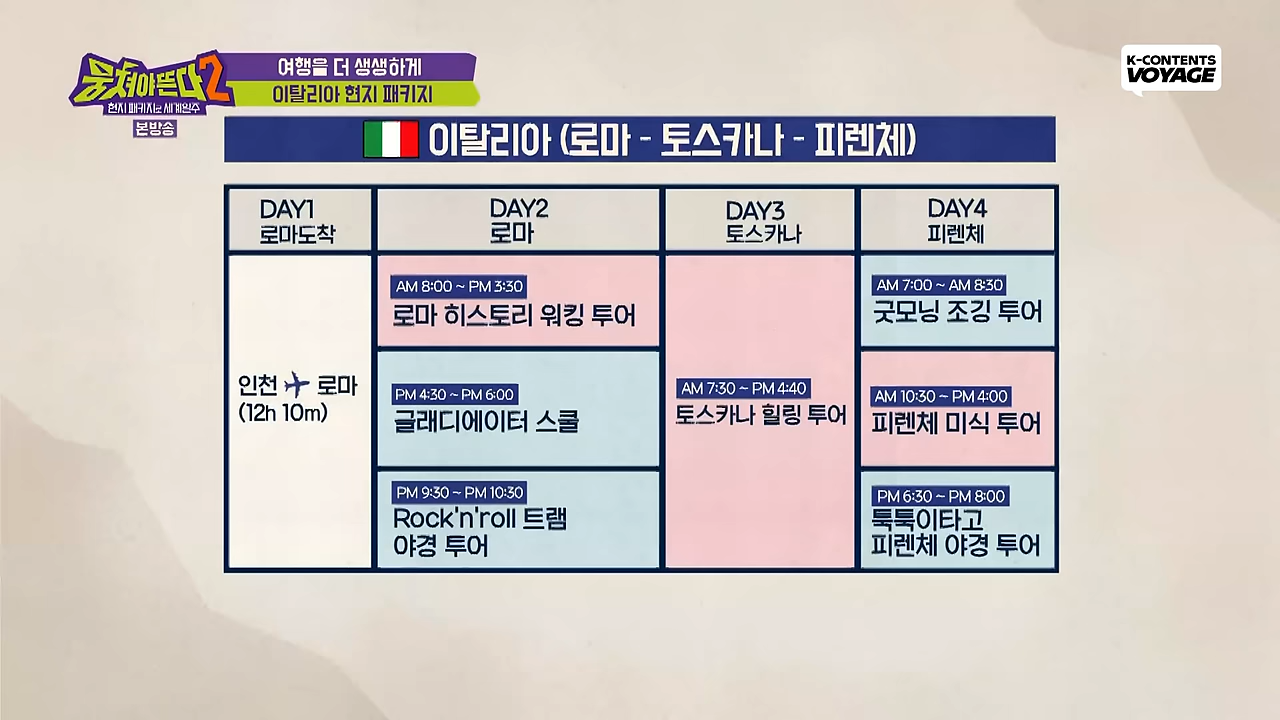 뭉쳐야뜬다2
현지 패키지로 세계일주
본방송
여행을 더 생생하게
이탈리아 현지 패키지
K-CONTENTS
VOYAGE
이탈리아 (로마 - 토스카나 - 피렌체)
DAY1
로마도착
DAY2
로마
DAY3
토스카나
DAY4
피렌체
인천 ✈ 로마
(12h 10m)
AM 8:00 ~ PM 3:30
로마 히스토리 워킹 투어
PM 4:30 ~ PM 6:00
글래디에이터 스쿨
PM 9:30 ~ PM 10:30
Rock'n'roll 트램
야경 투어
AM 7:30 ~ PM 4:40
토스카나 힐링 투어
AM 7:00 ~ AM 8:30
굿모닝 조깅 투어
AM 10:30 ~ PM 4:00
피렌체 미식 투어
PM 6:30 ~ PM 8:00
툭툭이타고
피렌체 야경 투어